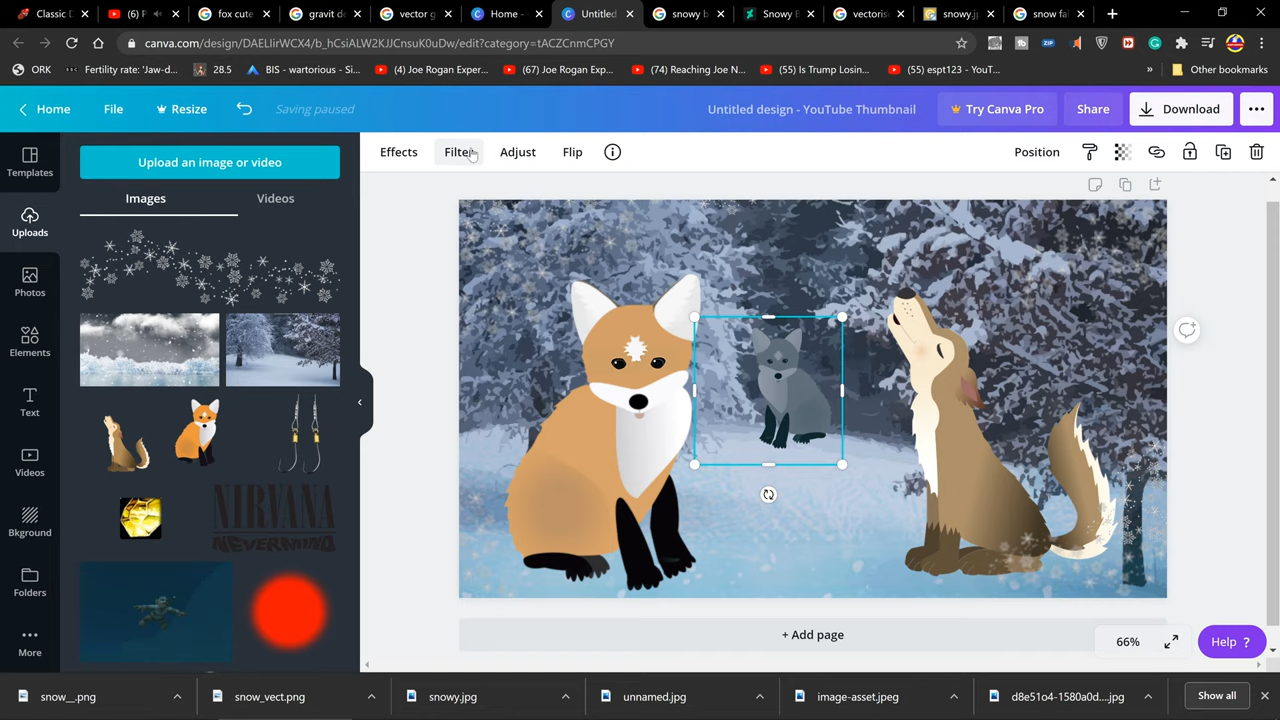 Classic D
(6) P
fox cute
gravit de
vector g
Home -
Untitled
snowy b
Snowy B
vectoris
snowy.jp
snow fal
canva.com/design/DAELlirWCX4/b_hCsiALW2KJJCnsuK0uDw/edit?category=tACZCnmCPGY
ORK
Fertility rate: 'Jaw-d...
28.5
BIS - wartorious - Si...
(4) Joe Rogan Exper...
(67) Joe Rogan Exp...
(74) Reaching Joe N...
(55) Is Trump Losin...
(55) espt123 - YouT...
»
Other bookmarks
Home
File
Resize
Saving paused
Untitled design - YouTube Thumbnail
Try Canva Pro
Share
Download
Templates
Uploads
Photos
Elements
Text
Videos
Bkground
Folders
More
Upload an image or video
Images
Videos
NIRVANA
NEVERMIND
Effects
Filter
Adjust
Flip
Position
+ Add page
66%
Help ?
snow__.png
snow_vect.png
snowy.jpg
unnamed.jpg
image-asset.jpeg
d8e51o4-1580a0d....jpg
Show all